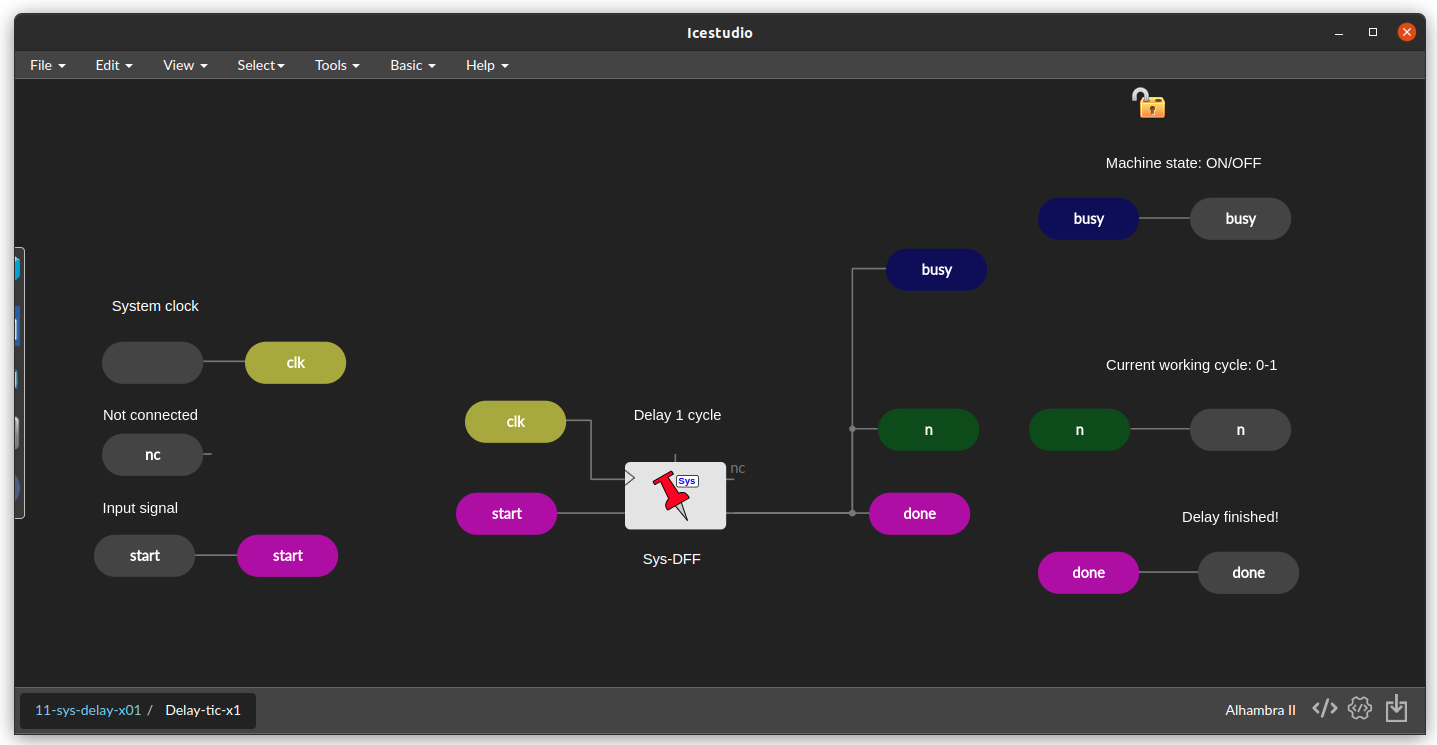 Icestudio
File Edit View Select Tools Basic Help
Machine state: ON/OFF
busy busy
busy
System clock
clk
Current working cycle: 0-1
Not connected
nc
clk
Delay 1 cycle
n
n n
nc
Sys
Input signal
start
done
Delay finished!
start start
Sys-DFF
done done
11-sys-delay-x01 / Delay-tic-x1
Alhambra II